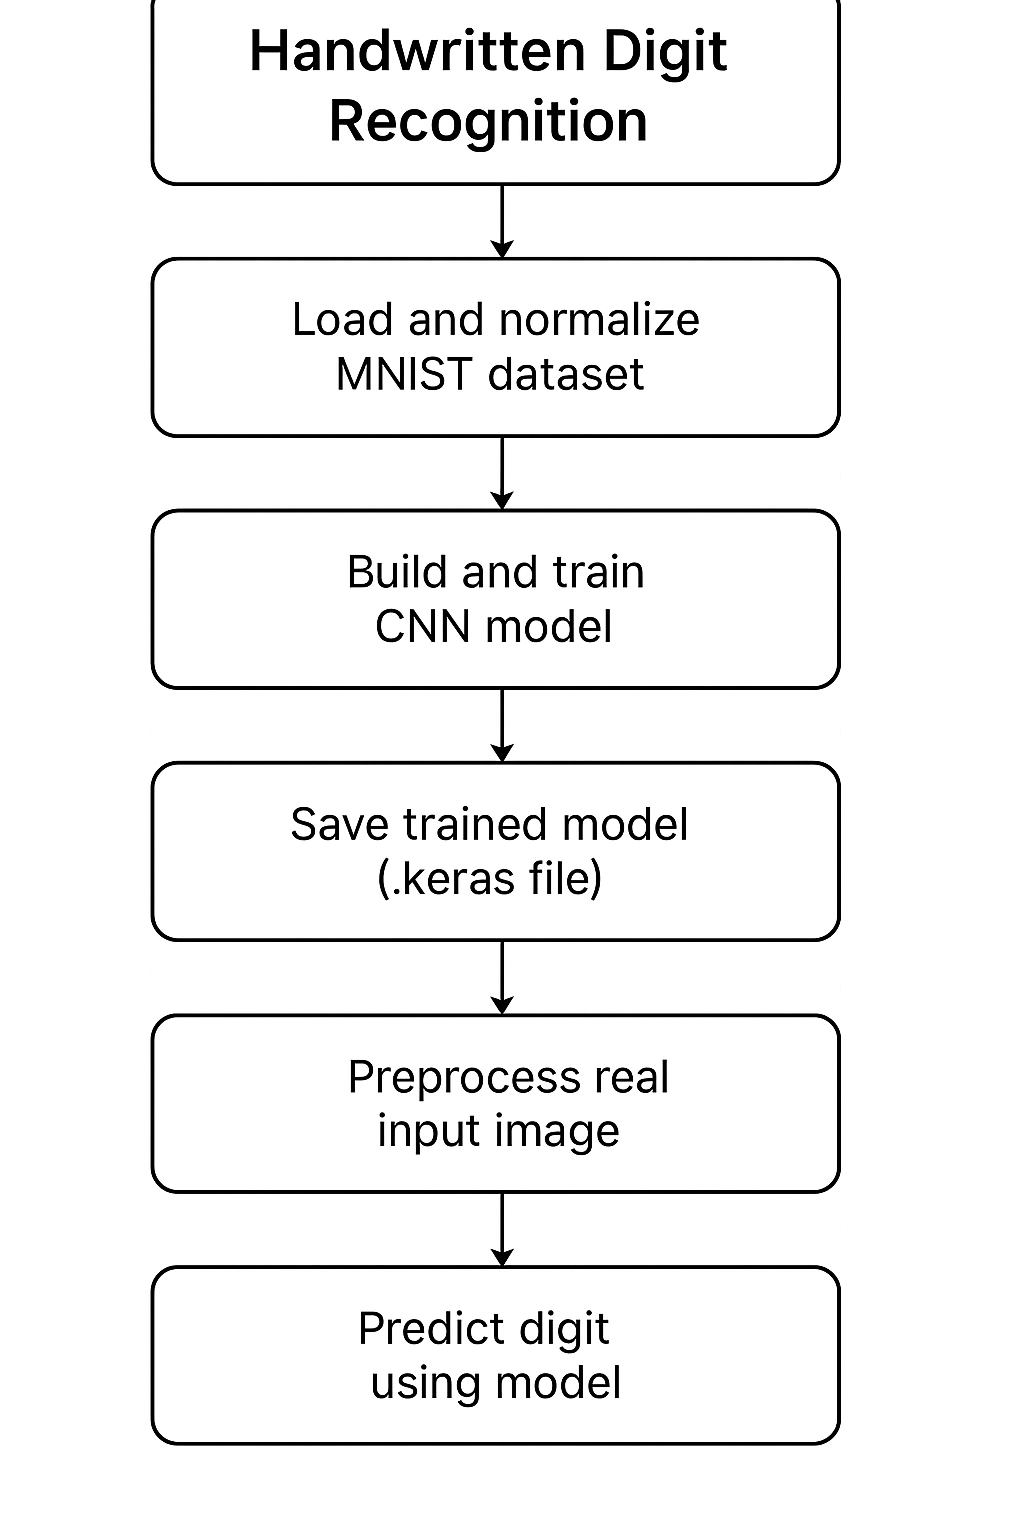 Handwritten Digit
Recognition
Load and normalize
MNIST dataset
Build and train
CNN model
Save trained model
(.keras file)
Preprocess real
input image
Predict digit
using model